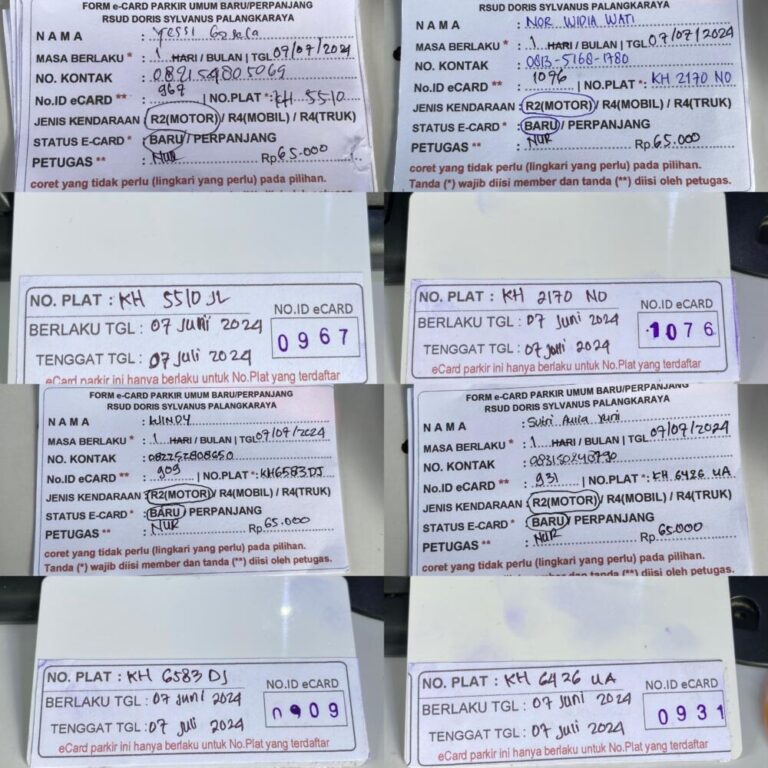 FORM e-CARD PARKIR UMUM BARU/PERPANJANG
RSUD DORIS SYLVANUS PALANGKARAYA
NAMA : Yessi
MASA BERLAKU * : 1 HARI / BULAN | TGL 07/07/2024
NO. KONTAK :
No.ID eCARD ** : 967 | NO.PLAT * : KH 5510
JENIS KENDARAAN : R2(MOTOR) / R4(MOBIL) / R4(TRUK)
STATUS E-CARD * : BARU / PERPANJANG
PETUGAS ** : NUR Rp. 65.000
coret yang tidak perlu (lingkari yang perlu) pada pilihan.
RSUD DORIS SYLVANUS PALANGKARAYA
NAMA : NOR WIDIA WATI
MASA BERLAKU * : 1 HARI / BULAN | TGL 07/07/2024
NO. KONTAK : 0813-5168-1780
No.ID eCARD ** : 1076 | NO.PLAT * : KH 2170 NO
JENIS KENDARAAN : R2(MOTOR) / R4(MOBIL) / R4(TRUK)
STATUS E-CARD * : BARU / PERPANJANG
PETUGAS ** : NUR Rp. 65.000
coret yang tidak perlu (lingkari yang perlu) pada pilihan.
Tanda (*) wajib diisi member dan tanda (**) diisi oleh petugas.
NO. PLAT : KH 5510 JL
BERLAKU TGL : 07 Juni 2024
TENGGAT TGL : 07 Juli 2024
NO.ID eCARD
0967
eCard parkir ini hanya berlaku untuk No.Plat yang terdaftar
NO. PLAT : KH 2170 NO
BERLAKU TGL : 07 Juni 2024
TENGGAT TGL : 07 2024
NO.ID eCARD
1076
eCard parkir ini hanya berlaku untuk No.Plat yang terdaftar
FORM e-CARD PARKIR UMUM BARU/PERPANJANG
RSUD DORIS SYLVANUS PALANGKARAYA
NAMA : WINDY
MASA BERLAKU * : 1 HARI / BULAN | TGL 07/07/2024
NO. KONTAK :
No.ID eCARD ** : 909 | NO.PLAT * : KH6583DJ
JENIS KENDARAAN : R2(MOTOR) / R4(MOBIL) / R4(TRUK)
STATUS E-CARD * : BARU / PERPANJANG
PETUGAS ** : NUR Rp. 65.000
coret yang tidak perlu (lingkari yang perlu) pada pilihan.
Tanda (*) wajib diisi member dan tanda (**) diisi oleh petugas.
FORM e-CARD PARKIR UMUM BARU/PERPANJANG
RSUD DORIS SYLVANUS PALANGKARAYA
NAMA : Sutri Aulia Yuni
MASA BERLAKU * : 1 HARI / BULAN | TGL 07/07/2024
NO. KONTAK :
No.ID eCARD ** : 931 | NO.PLAT * : KH 6426 UA
JENIS KENDARAAN : R2(MOTOR) / R4(MOBIL) / R4(TRUK)
STATUS E-CARD * : BARU / PERPANJANG
PETUGAS ** : NUR Rp. 65.000
coret yang tidak perlu (lingkari yang perlu) pada pilihan.
Tanda (*) wajib diisi member dan tanda (**) diisi oleh petugas.
NO. PLAT : KH 6583 DJ
BERLAKU TGL : 07 Juni 2024
TENGGAT TGL : 07 Juli 2024
NO.ID eCARD
0909
eCard parkir ini hanya berlaku untuk No.Plat yang terdaftar
NO. PLAT : KH 6426 UA
BERLAKU TGL : 07 Juni 2024
TENGGAT TGL : 07 Juli 2024
NO.ID eCARD
0931
eCard parkir ini hanya berlaku untuk No.Plat yang terdaftar